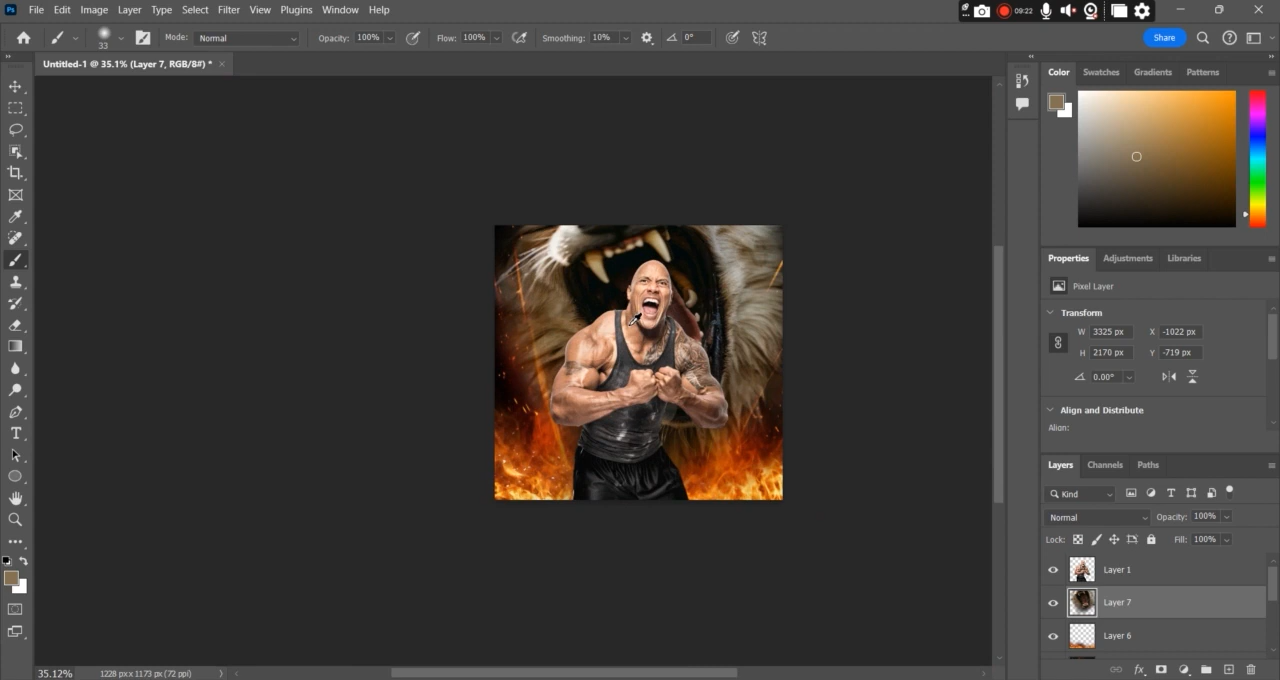 Ps File Edit Image Layer Type Select Filter View Plugins Window Help 09:22
33 Mode: Normal Opacity: 100% Flow: 100% Smoothing: 10% 0° Share
Untitled-1 @ 35.1% (Layer 7, RGB/8#) *
Color Swatches Gradients Patterns
Properties Adjustments Libraries
Pixel Layer
Transform
W 3325 px X -1022 px
H 2170 px Y -719 px
0.00°
Align and Distribute
Align:
Layers Channels Paths
Kind
Normal Opacity: 100%
Lock: Fill: 100%
Layer 1
Layer 7
Layer 6
35.12% 1228 px x 1173 px (72 ppi)